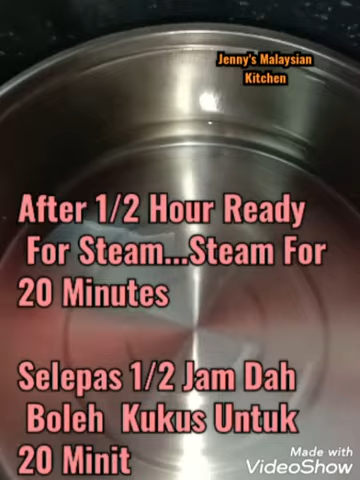 Jenny's Malaysian
Kitchen
After 1/2 Hour Ready
For Steam...Steam For
20 Minutes
Selepas 1/2 Jam Dah
Boleh Kukus Untuk
20 Minit
Made with
VideoShow